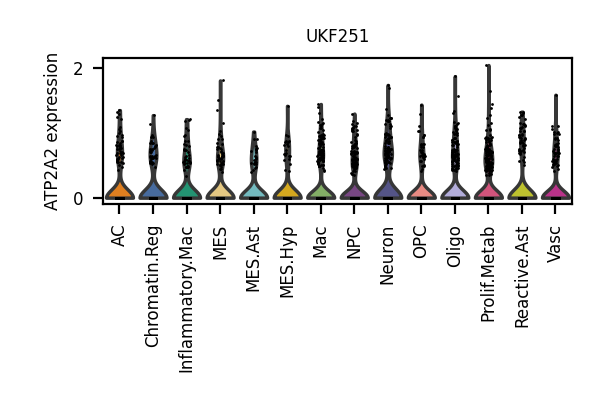 UKF251
ATP2A2 expression
2
0
AC
Chromatin.Reg
Inflammatory.Mac
MES
MES.Ast
MES.Hyp
Mac
NPC
Neuron
OPC
Oligo
Prolif.Metab
Reactive.Ast
Vasc